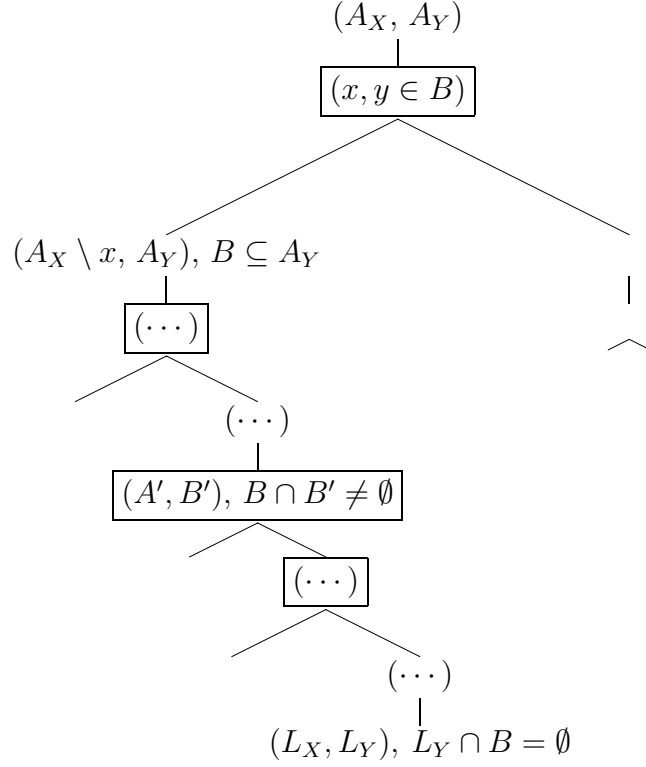 (A_X, A_Y)
(x, y ∈ B)
(A_X \ x, A_Y), B ⊆ A_Y
(⋯)
(⋯)
(A′, B′), B ∩ B′ ≠ ∅
(⋯)
(⋯)
(L_X, L_Y), L_Y ∩ B = ∅